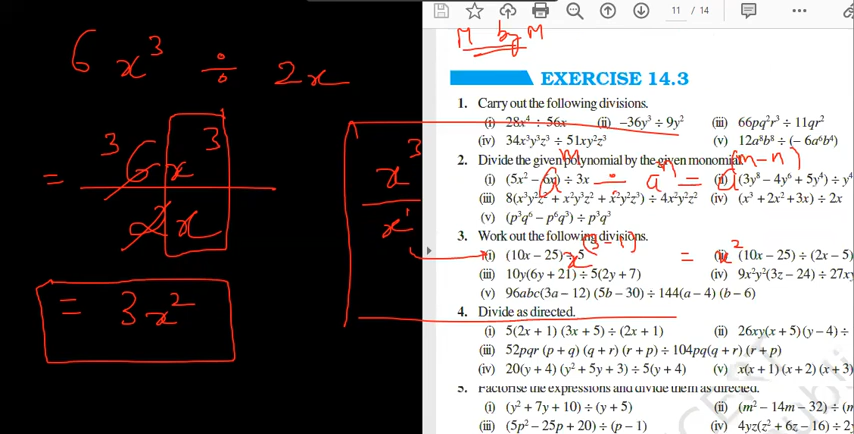 6 x³ ÷ 2x
= ³6 x³
2 x
= 3x²
x³
x¹
aᵐ ÷ aⁿ = a⁽ᵐ⁻ⁿ⁾
x⁽³⁻¹⁾ = x²
11 / 14
M by M
EXERCISE 14.3
1. Carry out the following divisions.
(i) 28x⁴ ÷ 56x (ii) –36y³ ÷ 9y² (iii) 66pq²r³ ÷ 11qr²
(iv) 34x³y³z³ ÷ 51xy²z³ (v) 12a⁸b⁸ ÷ (– 6a⁶b⁴)
2. Divide the given polynomial by the given monomial.
(i) (5x² – 6x) ÷ 3x (ii) (3y⁸ – 4y⁶ + 5y⁴) ÷ y⁴
(iii) 8(x³y²z² + x²y³z² + x²y²z³) ÷ 4x²y²z² (iv) (x³ + 2x² + 3x) ÷ 2x
(v) (p³q⁶ – p⁶q³) ÷ p³q³
3. Work out the following divisions.
(i) (10x – 25) ÷ 5 (ii) (10x – 25) ÷ (2x – 5)
(iii) 10y(6y + 21) ÷ 5(2y + 7) (iv) 9x²y²(3z – 24) ÷ 27xy
(v) 96abc(3a – 12) (5b – 30) ÷ 144(a – 4) (b – 6)
4. Divide as directed.
(i) 5(2x + 1) (3x + 5) ÷ (2x + 1) (ii) 26xy(x + 5) (y – 4) ÷
(iii) 52pqr (p + q) (q + r) (r + p) ÷ 104pq(q + r) (r + p)
(iv) 20(y + 4) (y² + 5y + 3) ÷ 5(y + 4) (v) x(x + 1) (x + 2) (x + 3)
5. Factorise the expressions and divide them as directed.
(i) (y² + 7y + 10) ÷ (y + 5) (ii) (m² – 14m – 32) ÷ (m
(iii) (5p² – 25p + 20) ÷ (p – 1) (iv) 4yz(z² + 6z – 16) ÷ 2